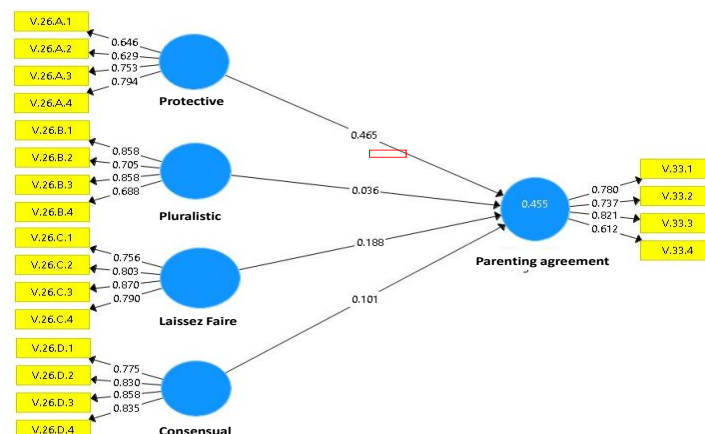 V.26.A.1
V.26.A.2
V.26.A.3
V.26.A.4
0.646
0.629
0.753
0.794
Protective
V.26.B.1
V.26.B.2
V.26.B.3
V.26.B.4
0.858
0.705
0.858
0.688
Pluralistic
V.26.C.1
V.26.C.2
V.26.C.3
V.26.C.4
0.756
0.803
0.870
0.790
Laissez Faire
V.26.D.1
V.26.D.2
V.26.D.3
V.26.D.4
0.775
0.830
0.858
0.835
Consensual
0.465
0.036
0.188
0.101
0.455
Parenting agreement
0.780
0.737
0.821
0.612
V.33.1
V.33.2
V.33.3
V.33.4